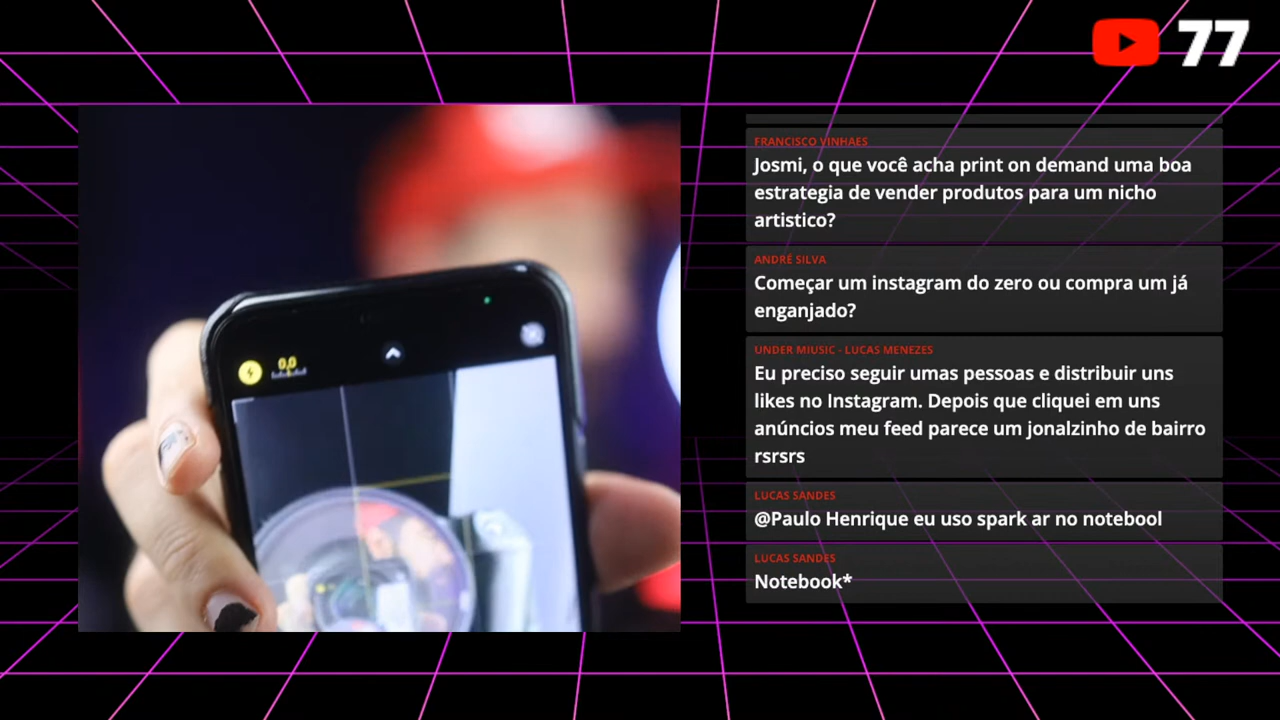 77
FRANCISCO VINHAES
Josmi, o que você acha print on demand uma boa
estrategia de vender produtos para um nicho
artistico?
ANDRÉ SILVA
Começar um instagram do zero ou compra um já
enganjado?
UNDER MIUSIC - LUCAS MENEZES
Eu preciso seguir umas pessoas e distribuir uns
likes no Instagram. Depois que cliquei em uns
anúncios meu feed parece um jonalzinho de bairro
rsrsrs
LUCAS SANDES
@Paulo Henrique eu uso spark ar no notebool
LUCAS SANDES
Notebook*
0,0